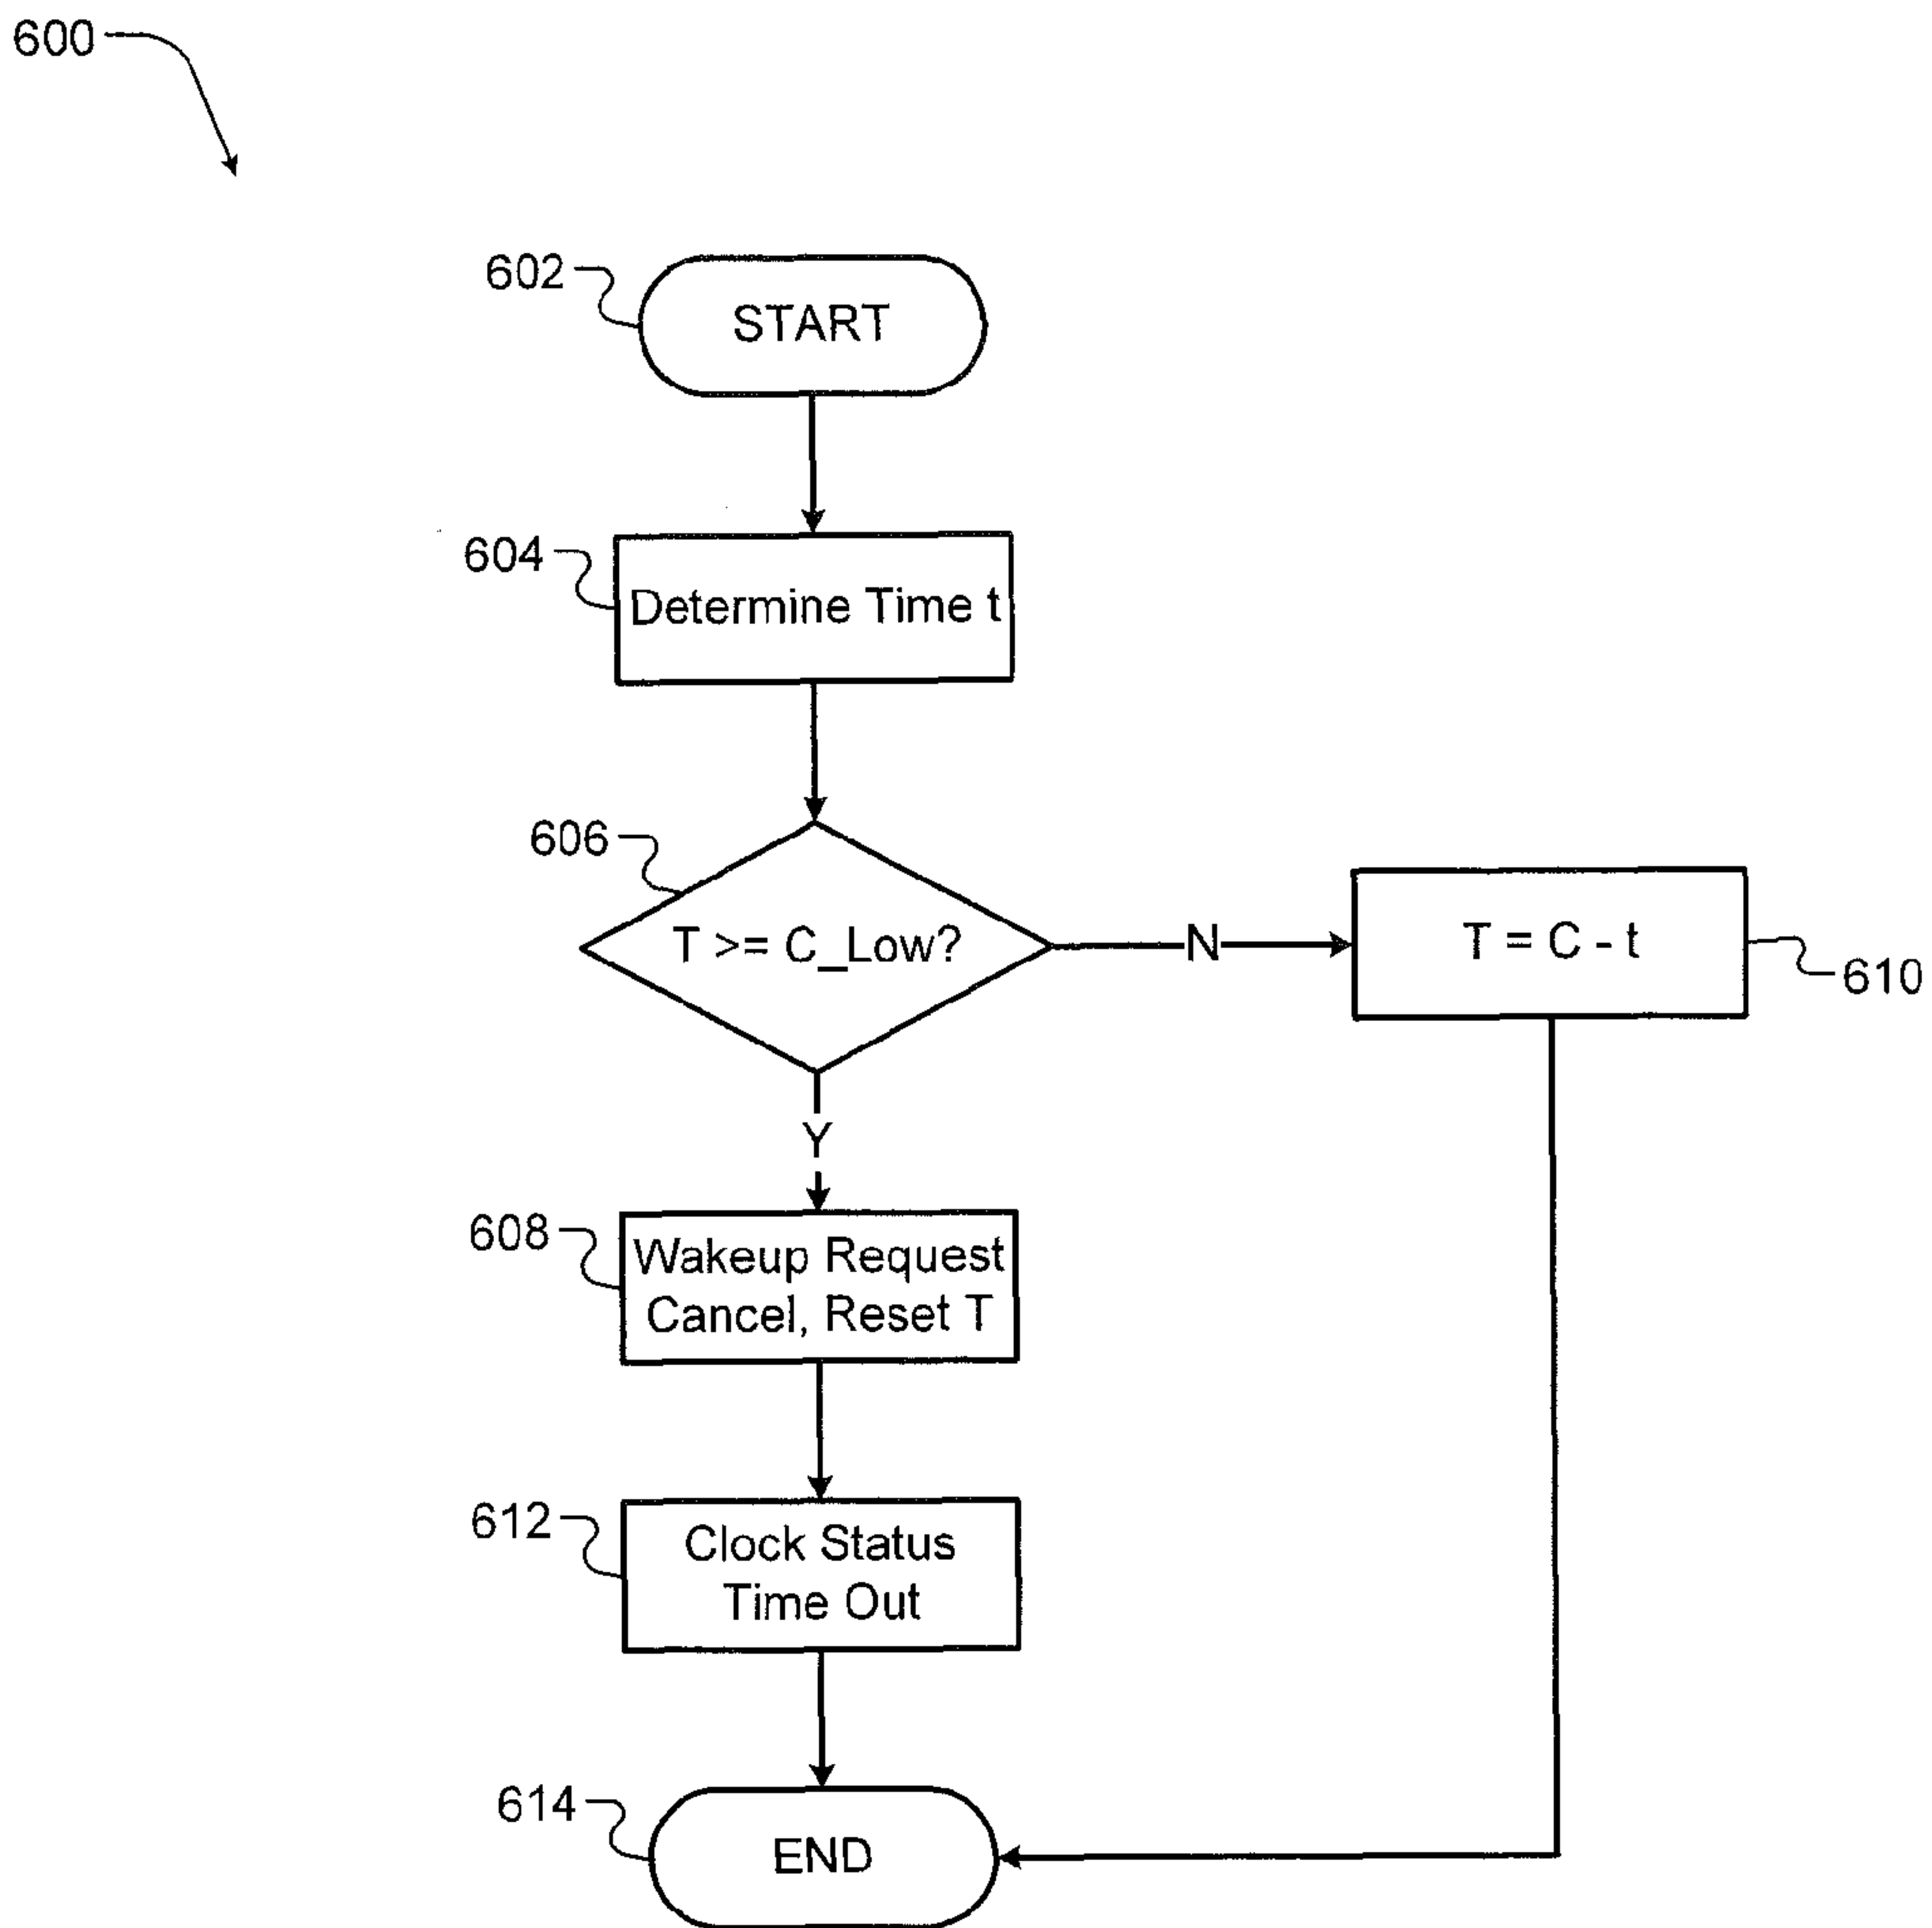 600
602
START
604
Determine Time t
606
T >= C_Low?
N
T = C - t
610
Y
608
Wakeup Request
Cancel, Reset T
612
Clock Status
Time Out
614
END